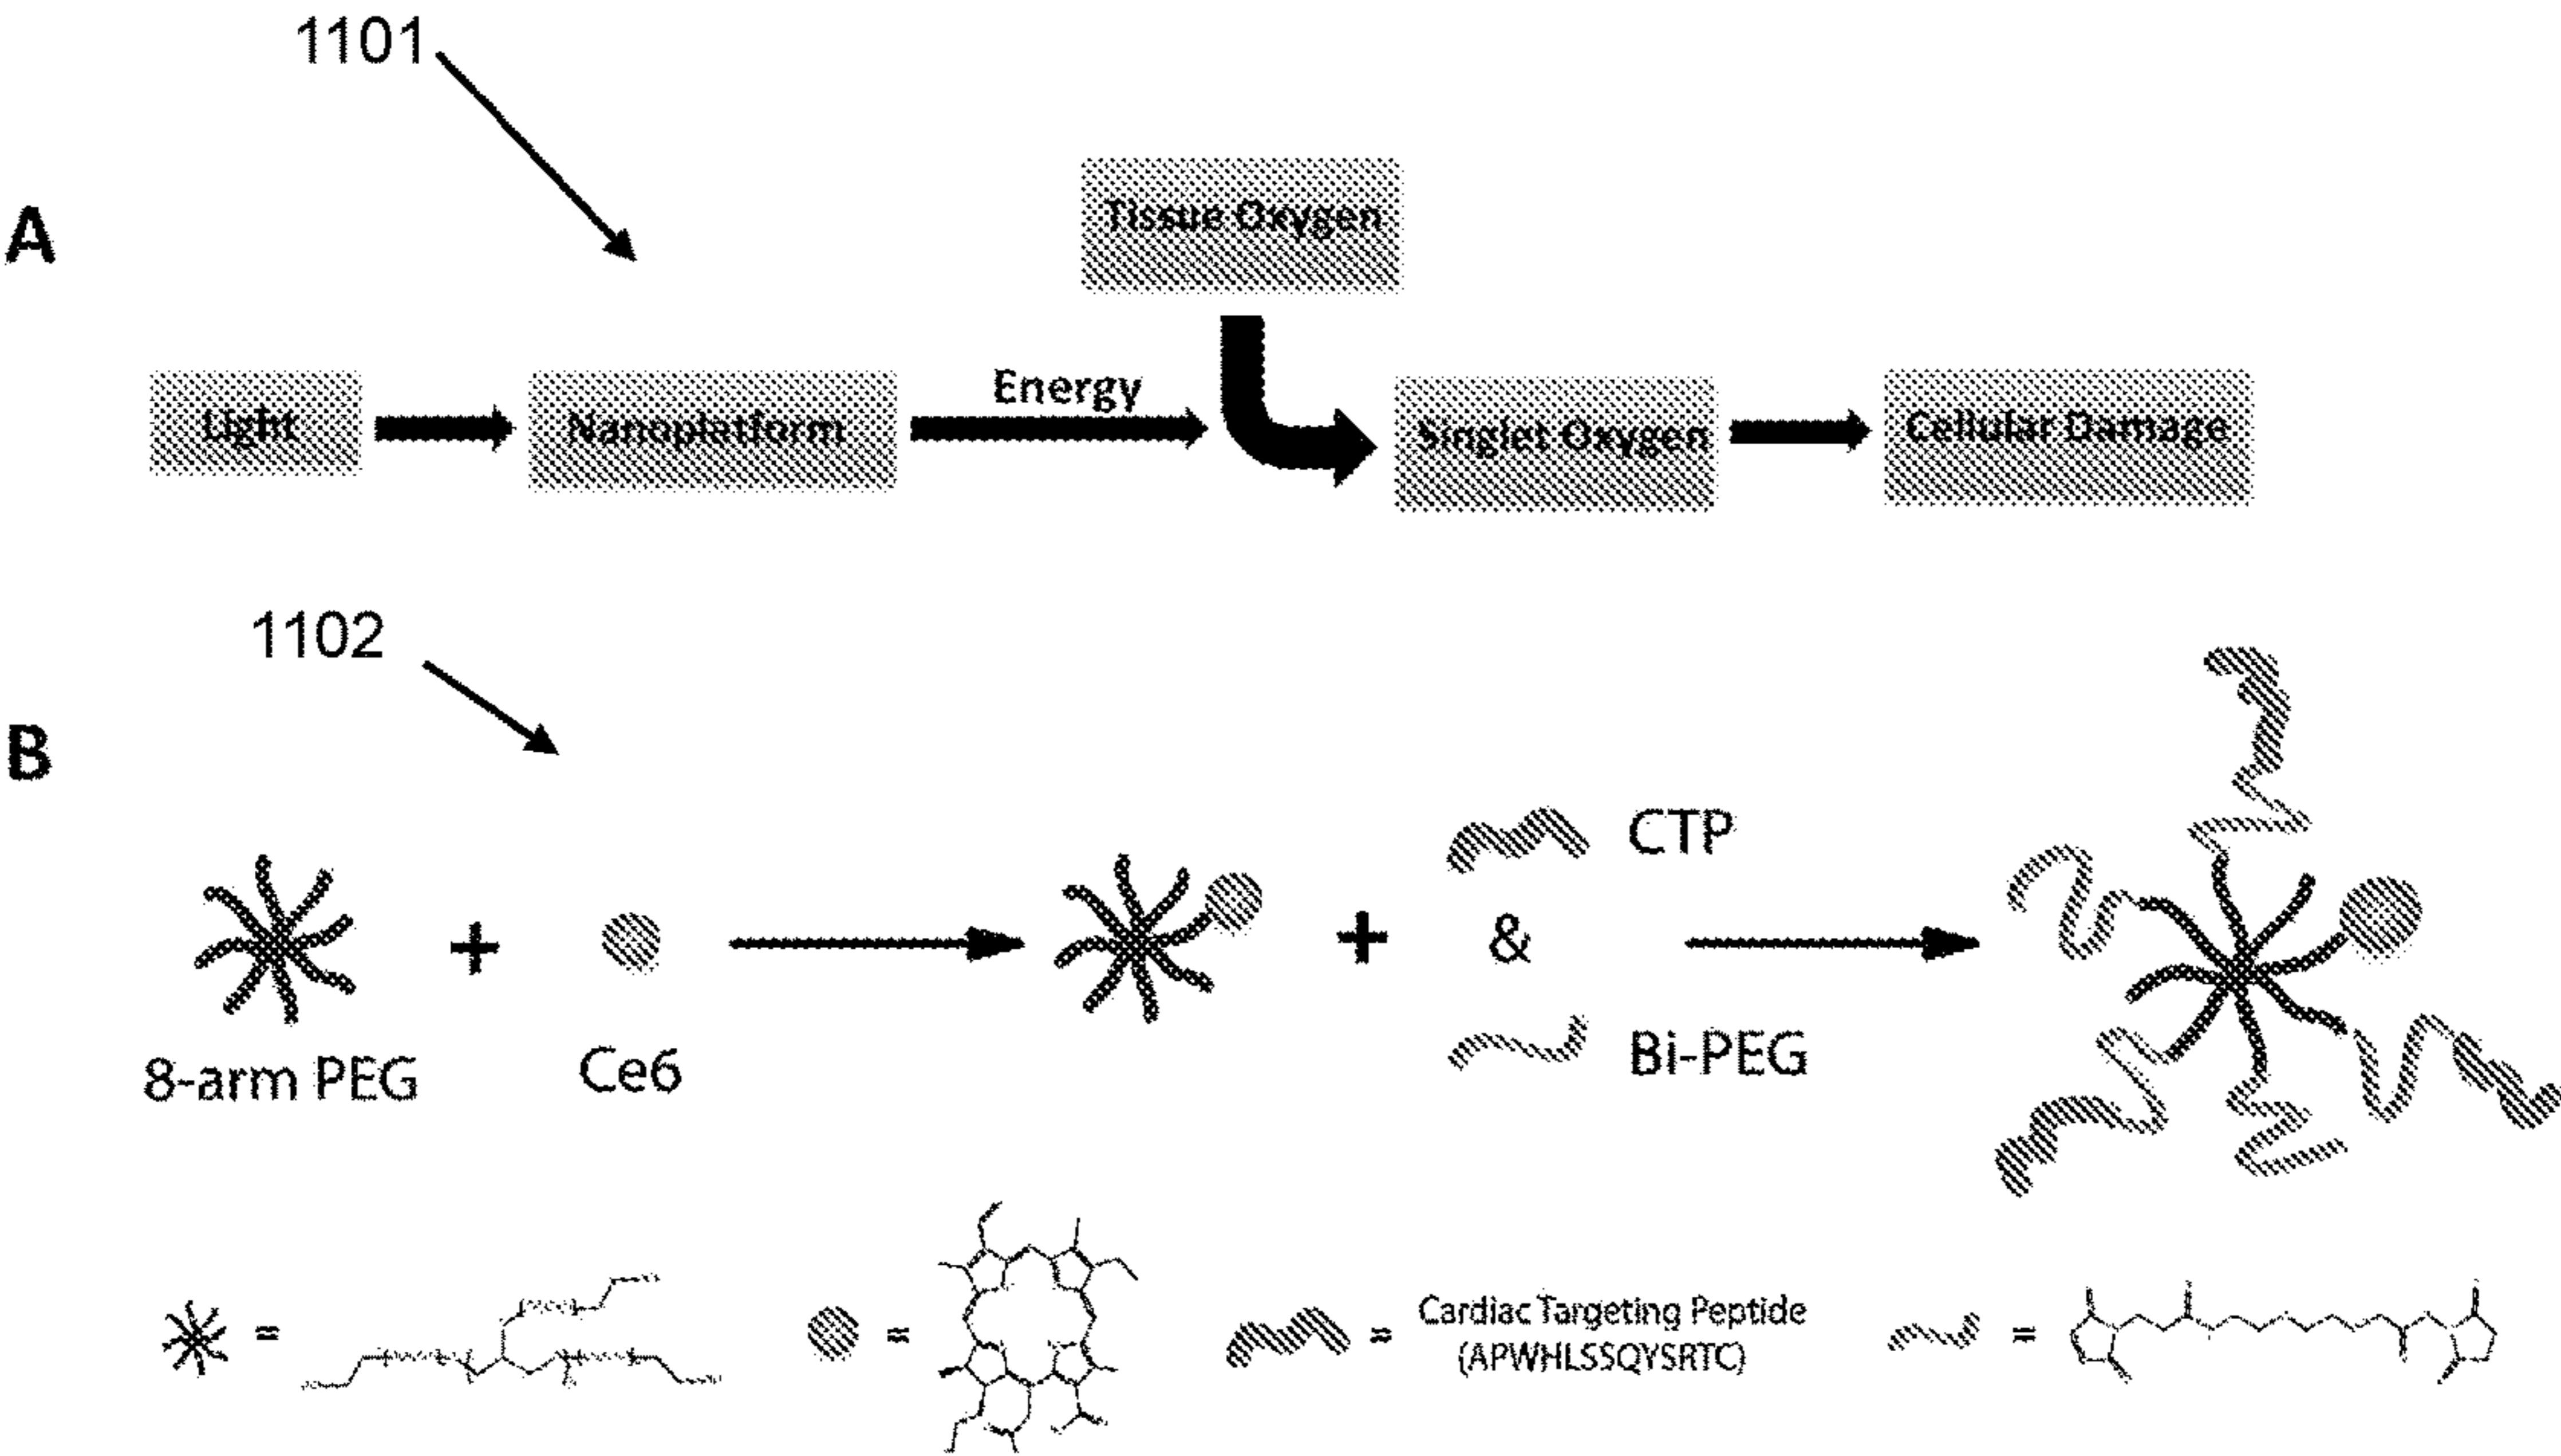 1101
A
Tissue Oxygen
Light
Nanoplatform
Energy
Singlet Oxygen
Cellular Damage
1102
B
8-arm PEG
+
Ce6
+
CTP
&
Bi-PEG
=
=
=
Cardiac Targeting Peptide
(APWHLSSQYSRTC)
=